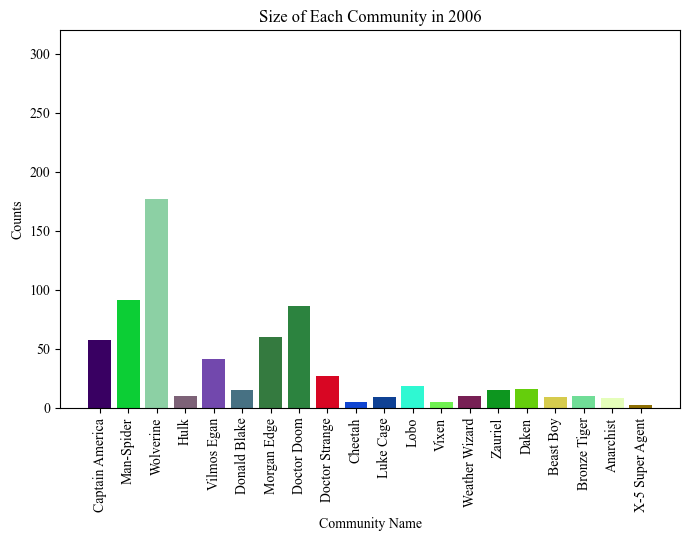 Size of Each Community in 2006
300
250
200
150
100
50
0
Counts
Captain America
Man-Spider
Wolverine
Hulk
Vilmos Egan
Donald Blake
Morgan Edge
Doctor Doom
Doctor Strange
Cheetah
Luke Cage
Lobo
Vixen
Weather Wizard
Zauriel
Daken
Beast Boy
Bronze Tiger
Anarchist
X-5 Super Agent
Community Name